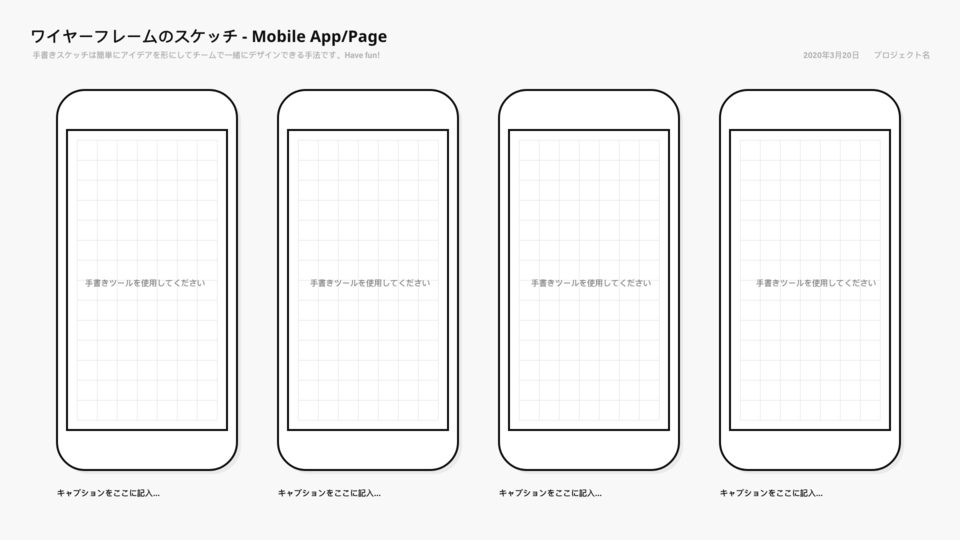 ワイヤーフレームのスケッチ - Mobile App/Page
手書きスケッチは簡単にアイデアを形にしてチームで一緒にデザインできる手法です。Have fun!
2020年3月20日 プロジェクト名
手書きツールを使用してください
手書きツールを使用してください
手書きツールを使用してください
手書きツールを使用してください
キャプションをここに記入...
キャプションをここに記入...
キャプションをここに記入...
キャプションをここに記入...